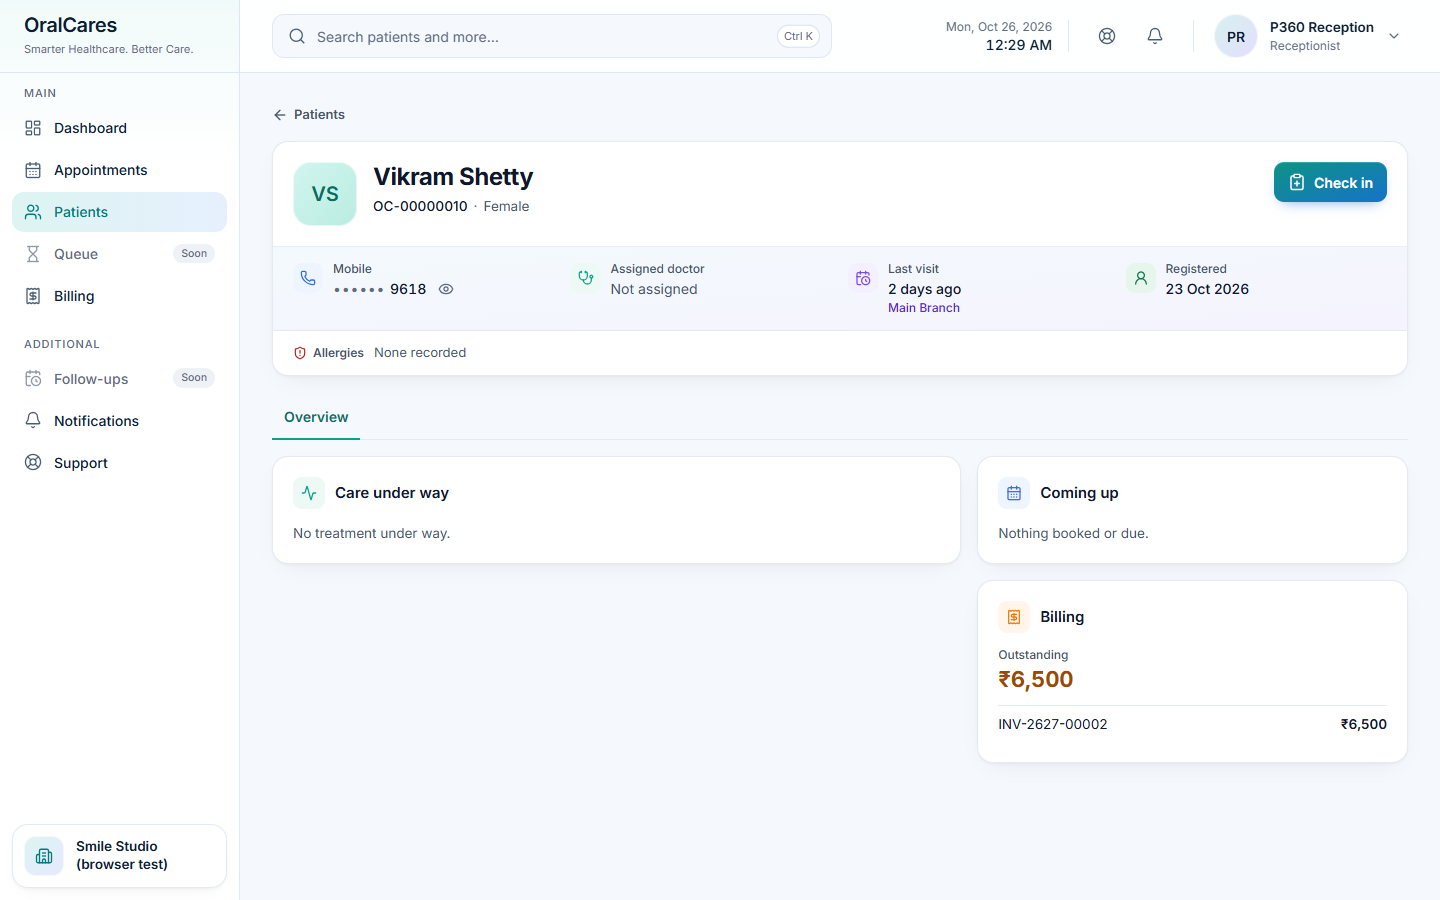 OralCares
Smarter Healthcare. Better Care.
Search patients and more...
Ctrl K
Mon, Oct 26, 2026
12:29 AM
PR
P360 Reception
Receptionist
MAIN
Dashboard
Appointments
Patients
Queue
Soon
Billing
ADDITIONAL
Follow-ups
Soon
Notifications
Support
Smile Studio
(browser test)
Patients
VS
Vikram Shetty
OC-00000010 · Female
Check in
Mobile
•••••• 9618
Assigned doctor
Not assigned
Last visit
2 days ago
Main Branch
Registered
23 Oct 2026
Allergies None recorded
Overview
Care under way
No treatment under way.
Coming up
Nothing booked or due.
Billing
Outstanding
₹6,500
INV-2627-00002 ₹6,500